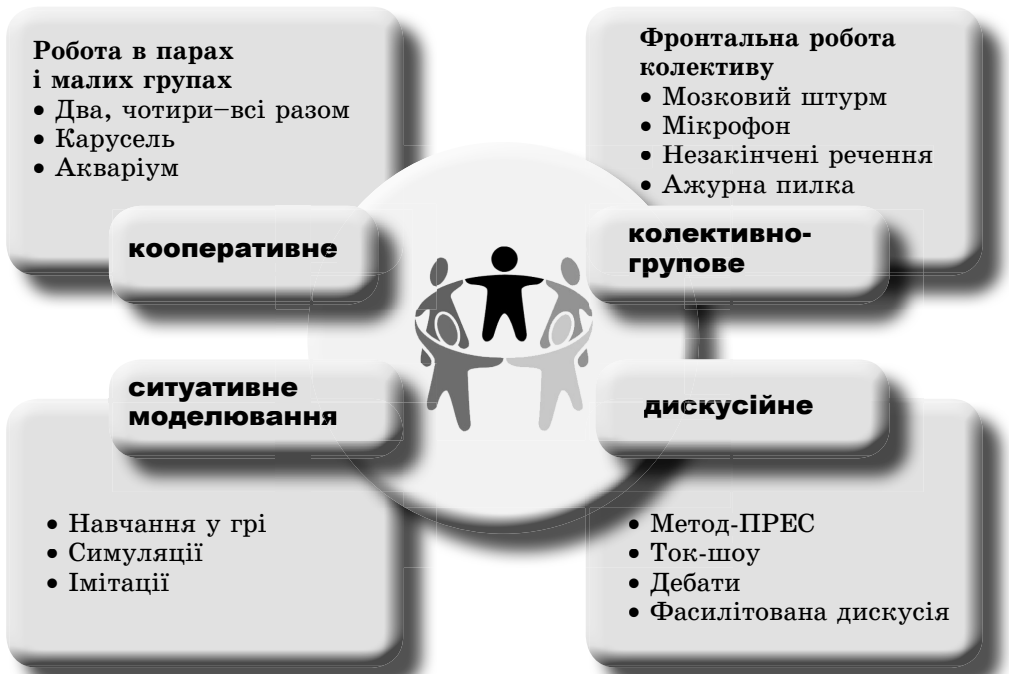 Робота в парах
і малих групах
• Два, чотири–всі разом
• Карусель
• Акваріум
кооперативне
Фронтальна робота
колективу
• Мозковий штурм
• Мікрофон
• Незакінчені речення
• Ажурна пилка
колективно-
групове
ситуативне
моделювання
• Навчання у грі
• Симуляції
• Імітації
дискусійне
• Метод-ПРЕС
• Ток-шоу
• Дебати
• Фасилітована дискусія